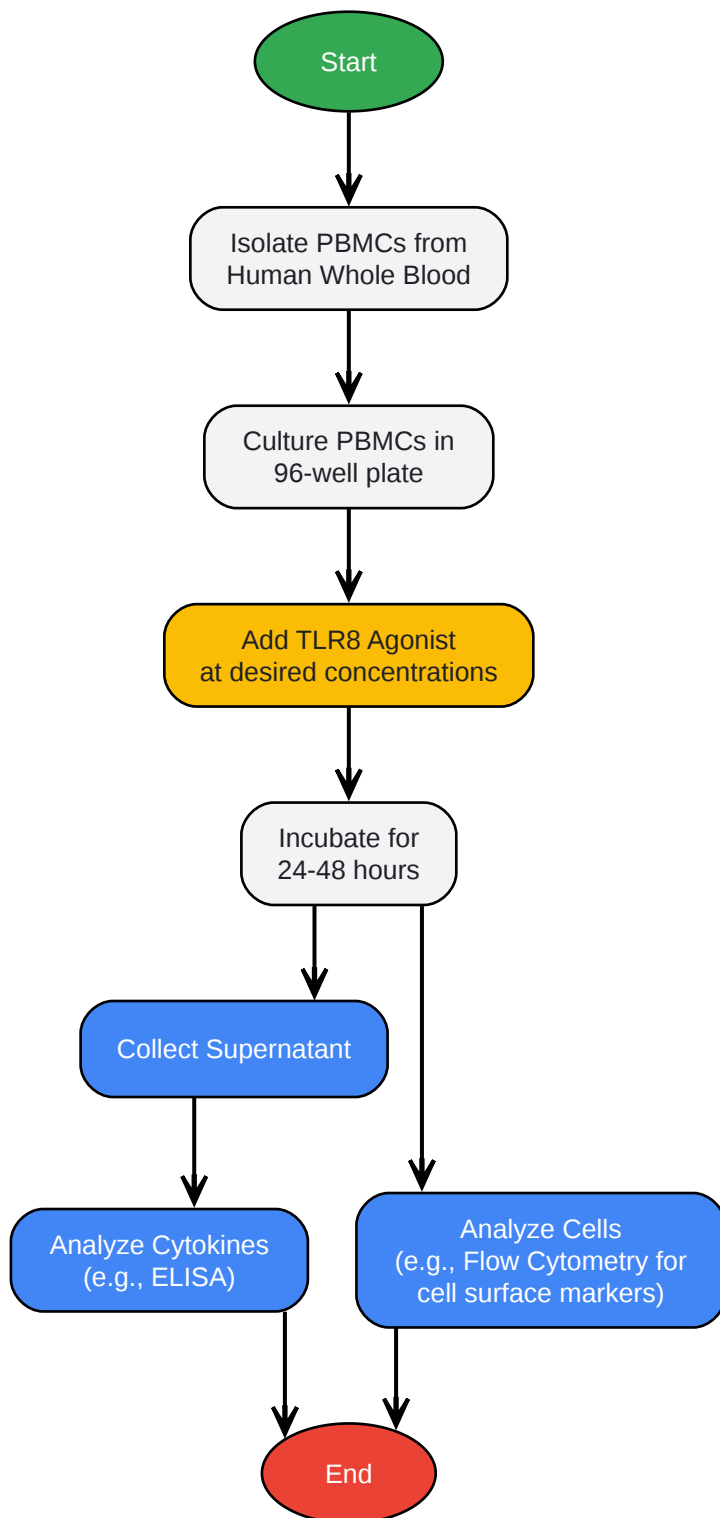 Start
Isolate PBMCs from
Human Whole Blood
Culture PBMCs in
96-well plate
Add TLR8 Agonist
at desired concentrations
Incubate for
24-48 hours
Collect Supernatant
Analyze Cytokines
(e.g., ELISA)
Analyze Cells
(e.g., Flow Cytometry for
cell surface markers)
End